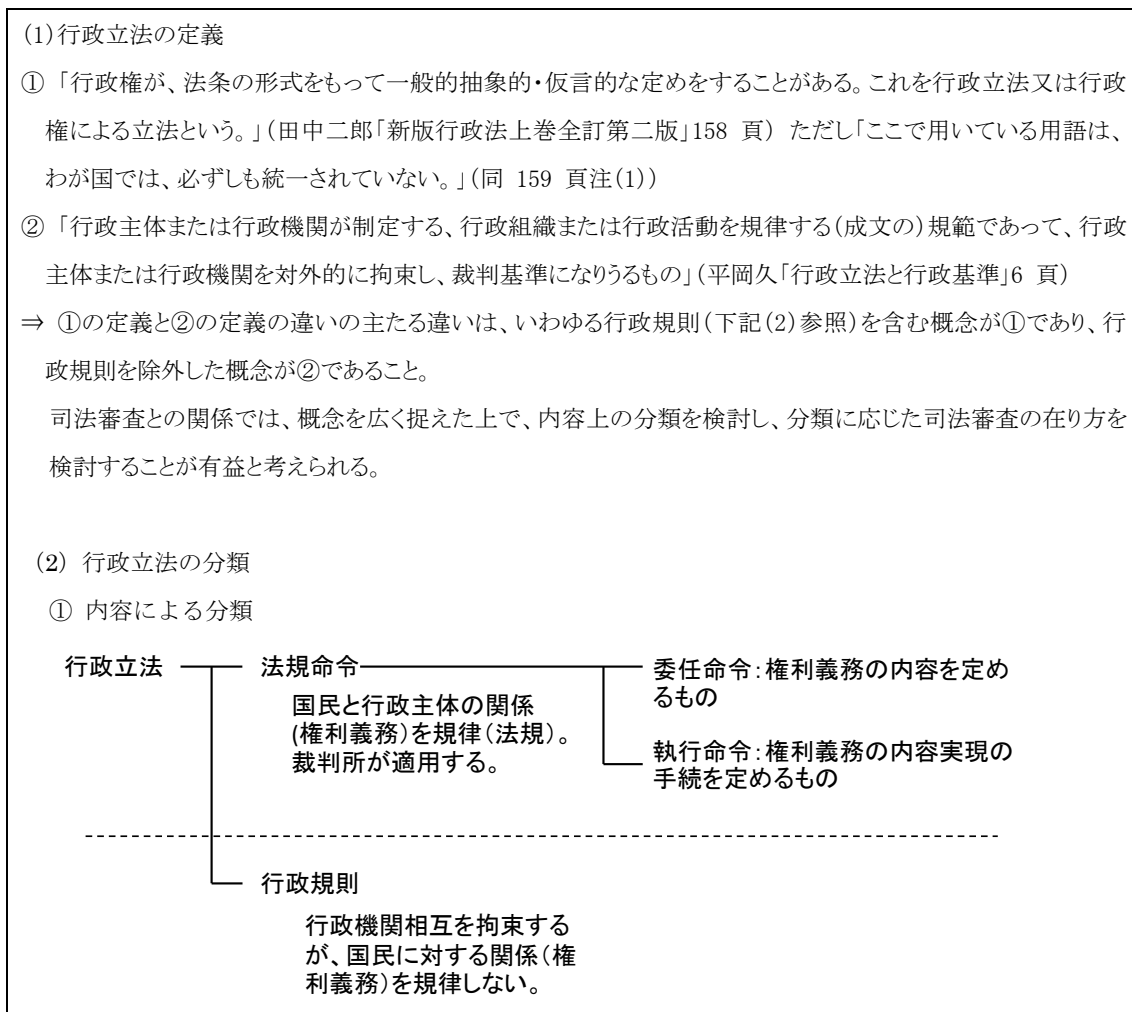 (1)行政立法の定義
① 「行政権が、法条の形式をもって一般的抽象的・仮言的な定めをすることがある。これを行政立法又は行政
権による立法という。」(田中二郎「新版行政法上巻全訂第二版」158 頁) ただし「ここで用いている用語は、
わが国では、必ずしも統一されていない。」(同 159 頁注(1))
② 「行政主体または行政機関が制定する、行政組織または行政活動を規律する(成文の)規範であって、行政
主体または行政機関を対外的に拘束し、裁判基準になりうるもの」(平岡久「行政立法と行政基準」6 頁)
⇒ ①の定義と②の定義の違いの主たる違いは、いわゆる行政規則(下記(2)参照)を含む概念が①であり、行
政規則を除外した概念が②であること。
司法審査との関係では、概念を広く捉えた上で、内容上の分類を検討し、分類に応じた司法審査の在り方を
検討することが有益と考えられる。
(2) 行政立法の分類
① 内容による分類
行政立法
法規命令
国民と行政主体の関係
(権利義務)を規律(法規)。
裁判所が適用する。
委任命令:権利義務の内容を定め
るもの
執行命令:権利義務の内容実現の
手続を定めるもの
行政規則
行政機関相互を拘束する
が、国民に対する関係(権
利義務)を規律しない。